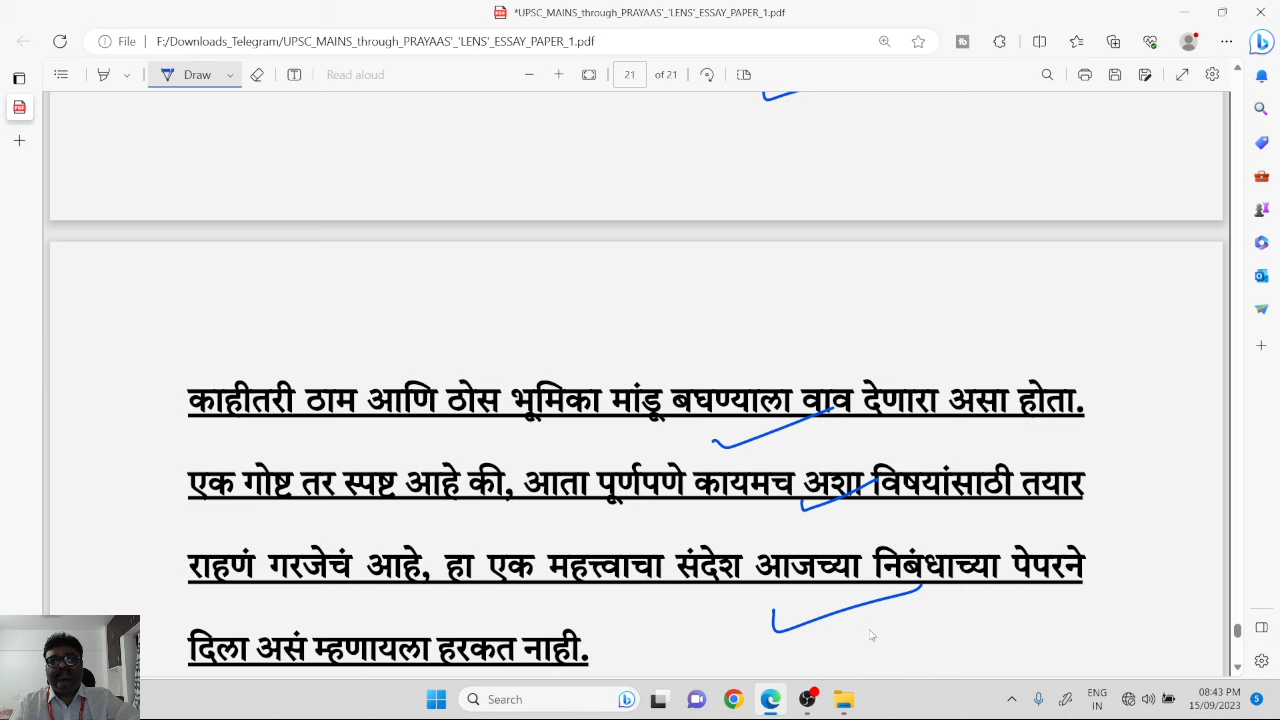 *UPSC_MAINS_through_PRAYAAS'-'LENS'_ESSAY_PAPER_1.pdf
File F:/Downloads_Telegram/UPSC_MAINS_through_PRAYAAS'-'LENS'_ESSAY_PAPER_1.pdf
Draw Read aloud 21 of 21
काहीतरी ठाम आणि ठोस भूमिका मांडू बघण्याला वाव देणारा असा होता.
एक गोष्ट तर स्पष्ट आहे की, आता पूर्णपणे कायमच अशा विषयांसाठी तयार
राहणं गरजेचं आहे, हा एक महत्त्वाचा संदेश आजच्या निबंधाच्या पेपरने
दिला असं म्हणायला हरकत नाही.
Search
ENG 08:43 PM 5
IN 15/09/2023